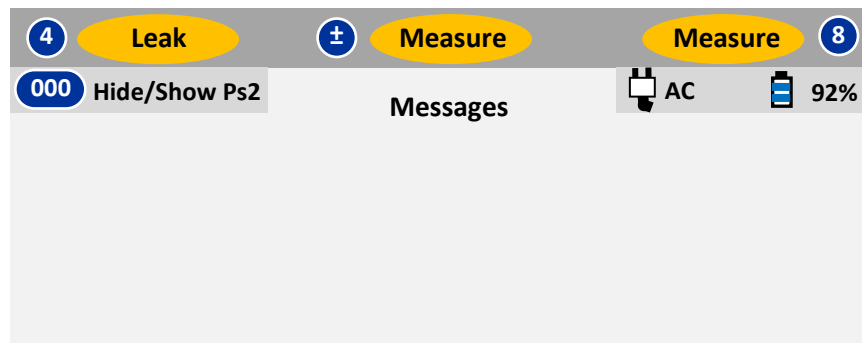 4 Leak ± Measure Measure 8
000 Hide/Show Ps2 Messages AC 92%